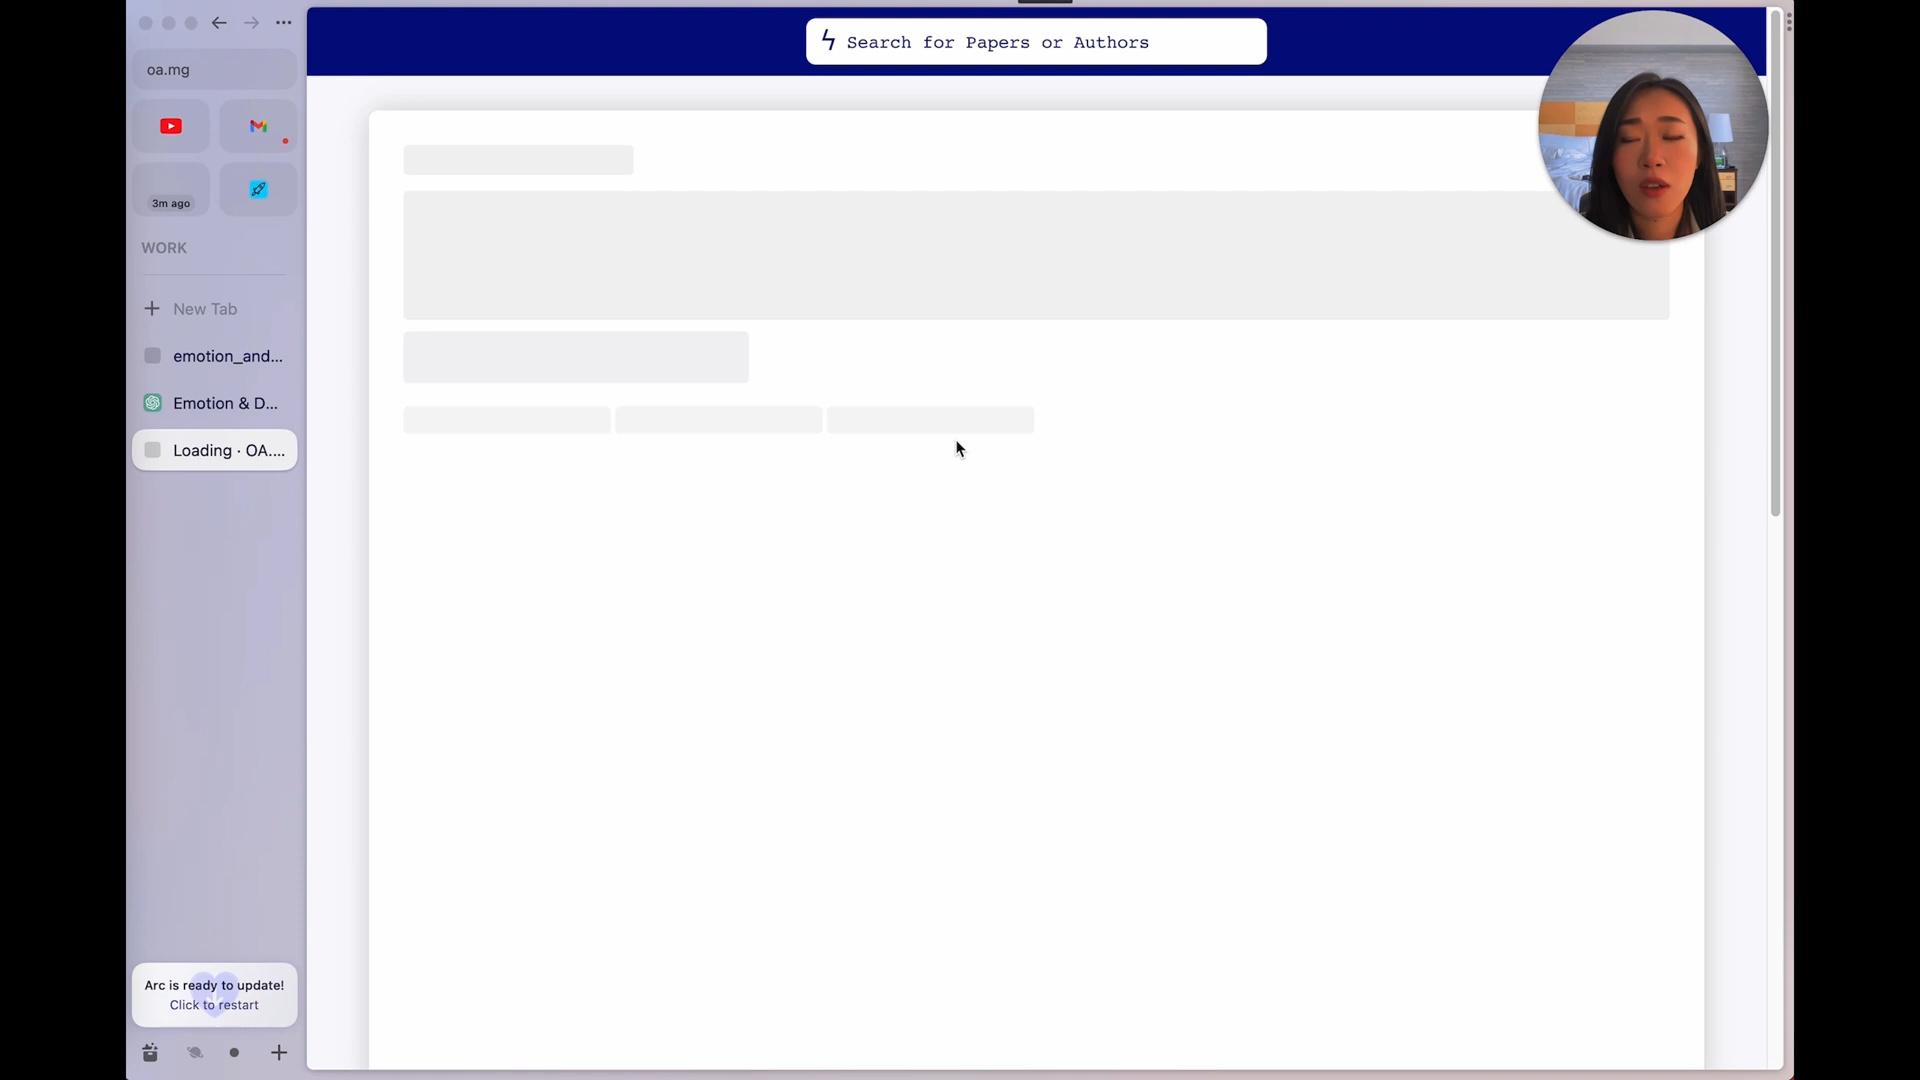 oa.mg
3m ago
WORK
New Tab
emotion_and...
Emotion & D...
Loading · OA....
Arc is ready to update!
Click to restart
Search for Papers or Authors